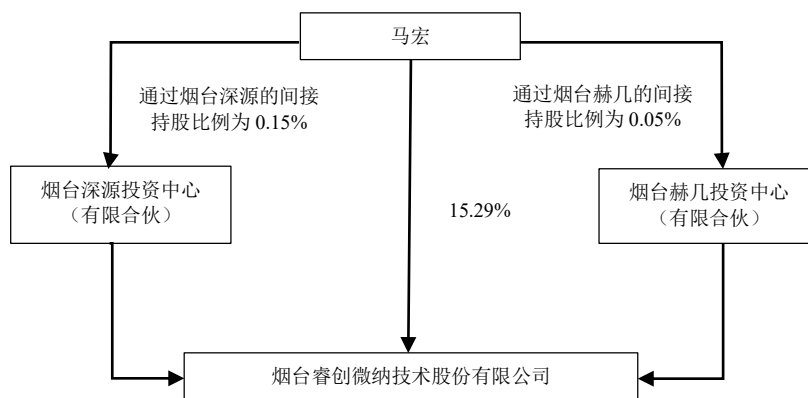 马宏
通过烟台深源的间接
持股比例为 0.15%
通过烟台赫几的间接
持股比例为 0.05%
烟台深源投资中心
（有限合伙）
15.29%
烟台赫几投资中心
（有限合伙）
烟台睿创微纳技术股份有限公司